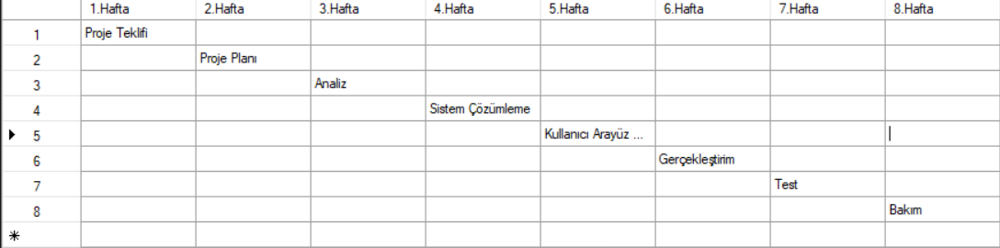 1.Hafta 2.Hafta 3.Hafta 4.Hafta 5.Hafta 6.Hafta 7.Hafta 8.Hafta
1 Proje Teklifi
2 Proje Planı
3 Analiz
4 Sistem Çözümleme
5 Kullanıcı Arayüz ...
6 Gerçekleştirim
7 Test
8 Bakım